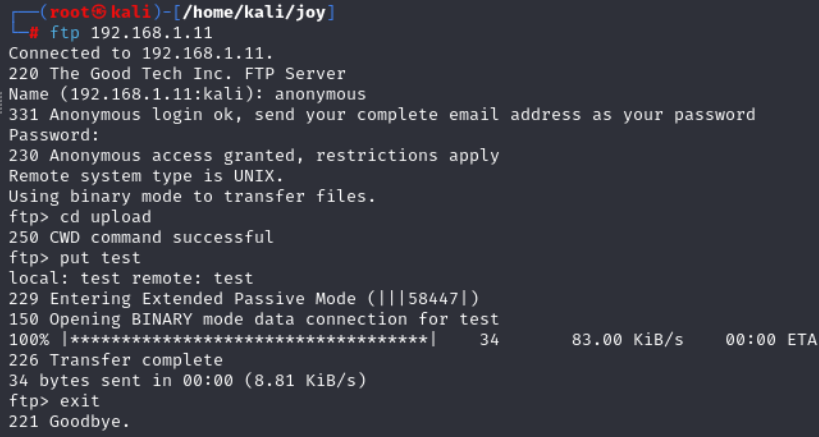 ┌──(root㉿kali)-[/home/kali/joy]
└─# ftp 192.168.1.11
Connected to 192.168.1.11.
220 The Good Tech Inc. FTP Server
Name (192.168.1.11:kali): anonymous
331 Anonymous login ok, send your complete email address as your password
Password:
230 Anonymous access granted, restrictions apply
Remote system type is UNIX.
Using binary mode to transfer files.
ftp> cd upload
250 CWD command successful
ftp> put test
local: test remote: test
229 Entering Extended Passive Mode (|||58447|)
150 Opening BINARY mode data connection for test
100% |***********************************|    34       83.00 KiB/s    00:00 ETA
226 Transfer complete
34 bytes sent in 00:00 (8.81 KiB/s)
ftp> exit
221 Goodbye.